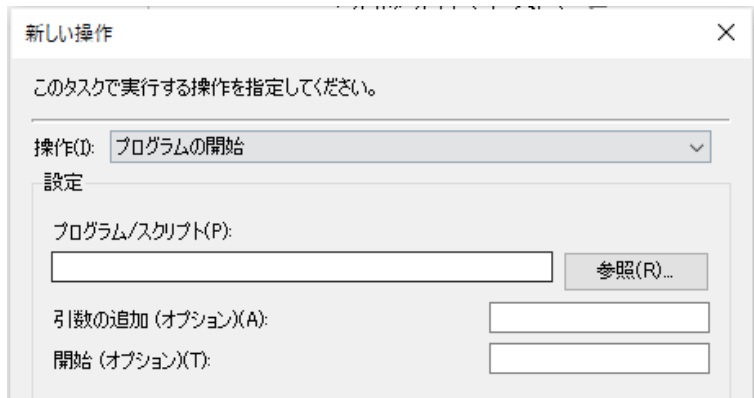 新しい操作
このタスクで実行する操作を指定してください。
操作(I): プログラムの開始
設定
プログラム/スクリプト(P):
参照(R)...
引数の追加 (オプション)(A):
開始 (オプション)(T):